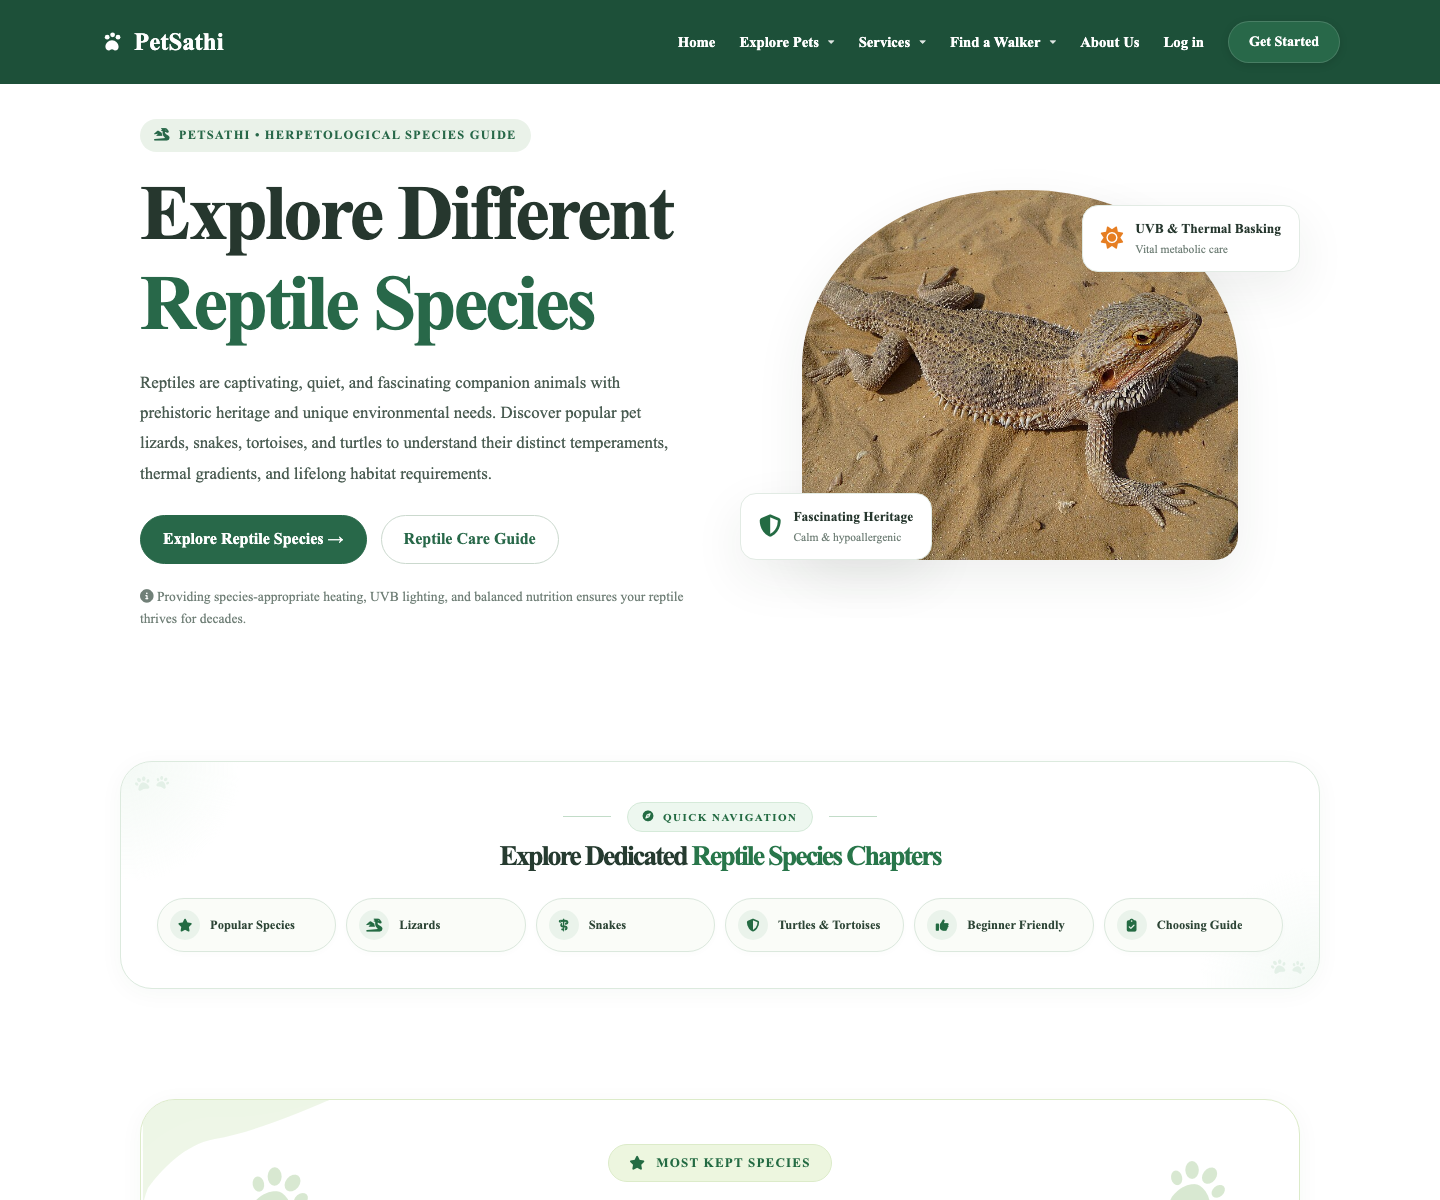 PetSathi
Home Explore Pets Services Find a Walker About Us Log in Get Started
PETSATHI • HERPETOLOGICAL SPECIES GUIDE
Explore Different
Reptile Species
Reptiles are captivating, quiet, and fascinating companion animals with
prehistoric heritage and unique environmental needs. Discover popular pet
lizards, snakes, tortoises, and turtles to understand their distinct temperaments,
thermal gradients, and lifelong habitat requirements.
Explore Reptile Species → Reptile Care Guide
Providing species-appropriate heating, UVB lighting, and balanced nutrition ensures your reptile
thrives for decades.
UVB & Thermal Basking
Vital metabolic care
Fascinating Heritage
Calm & hypoallergenic
QUICK NAVIGATION
Explore Dedicated Reptile Species Chapters
Popular Species Lizards Snakes Turtles & Tortoises Beginner Friendly Choosing Guide
MOST KEPT SPECIES